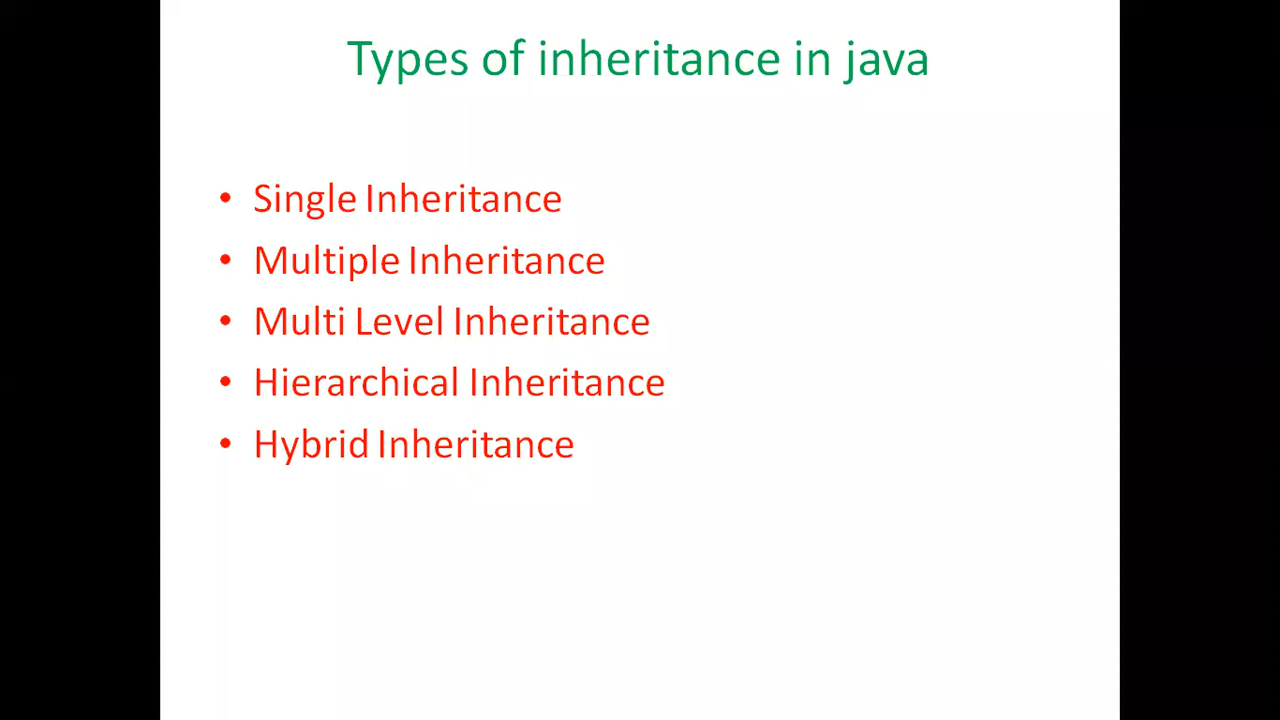 Types of inheritance in java
• Single Inheritance
• Multiple Inheritance
• Multi Level Inheritance
• Hierarchical Inheritance
• Hybrid Inheritance